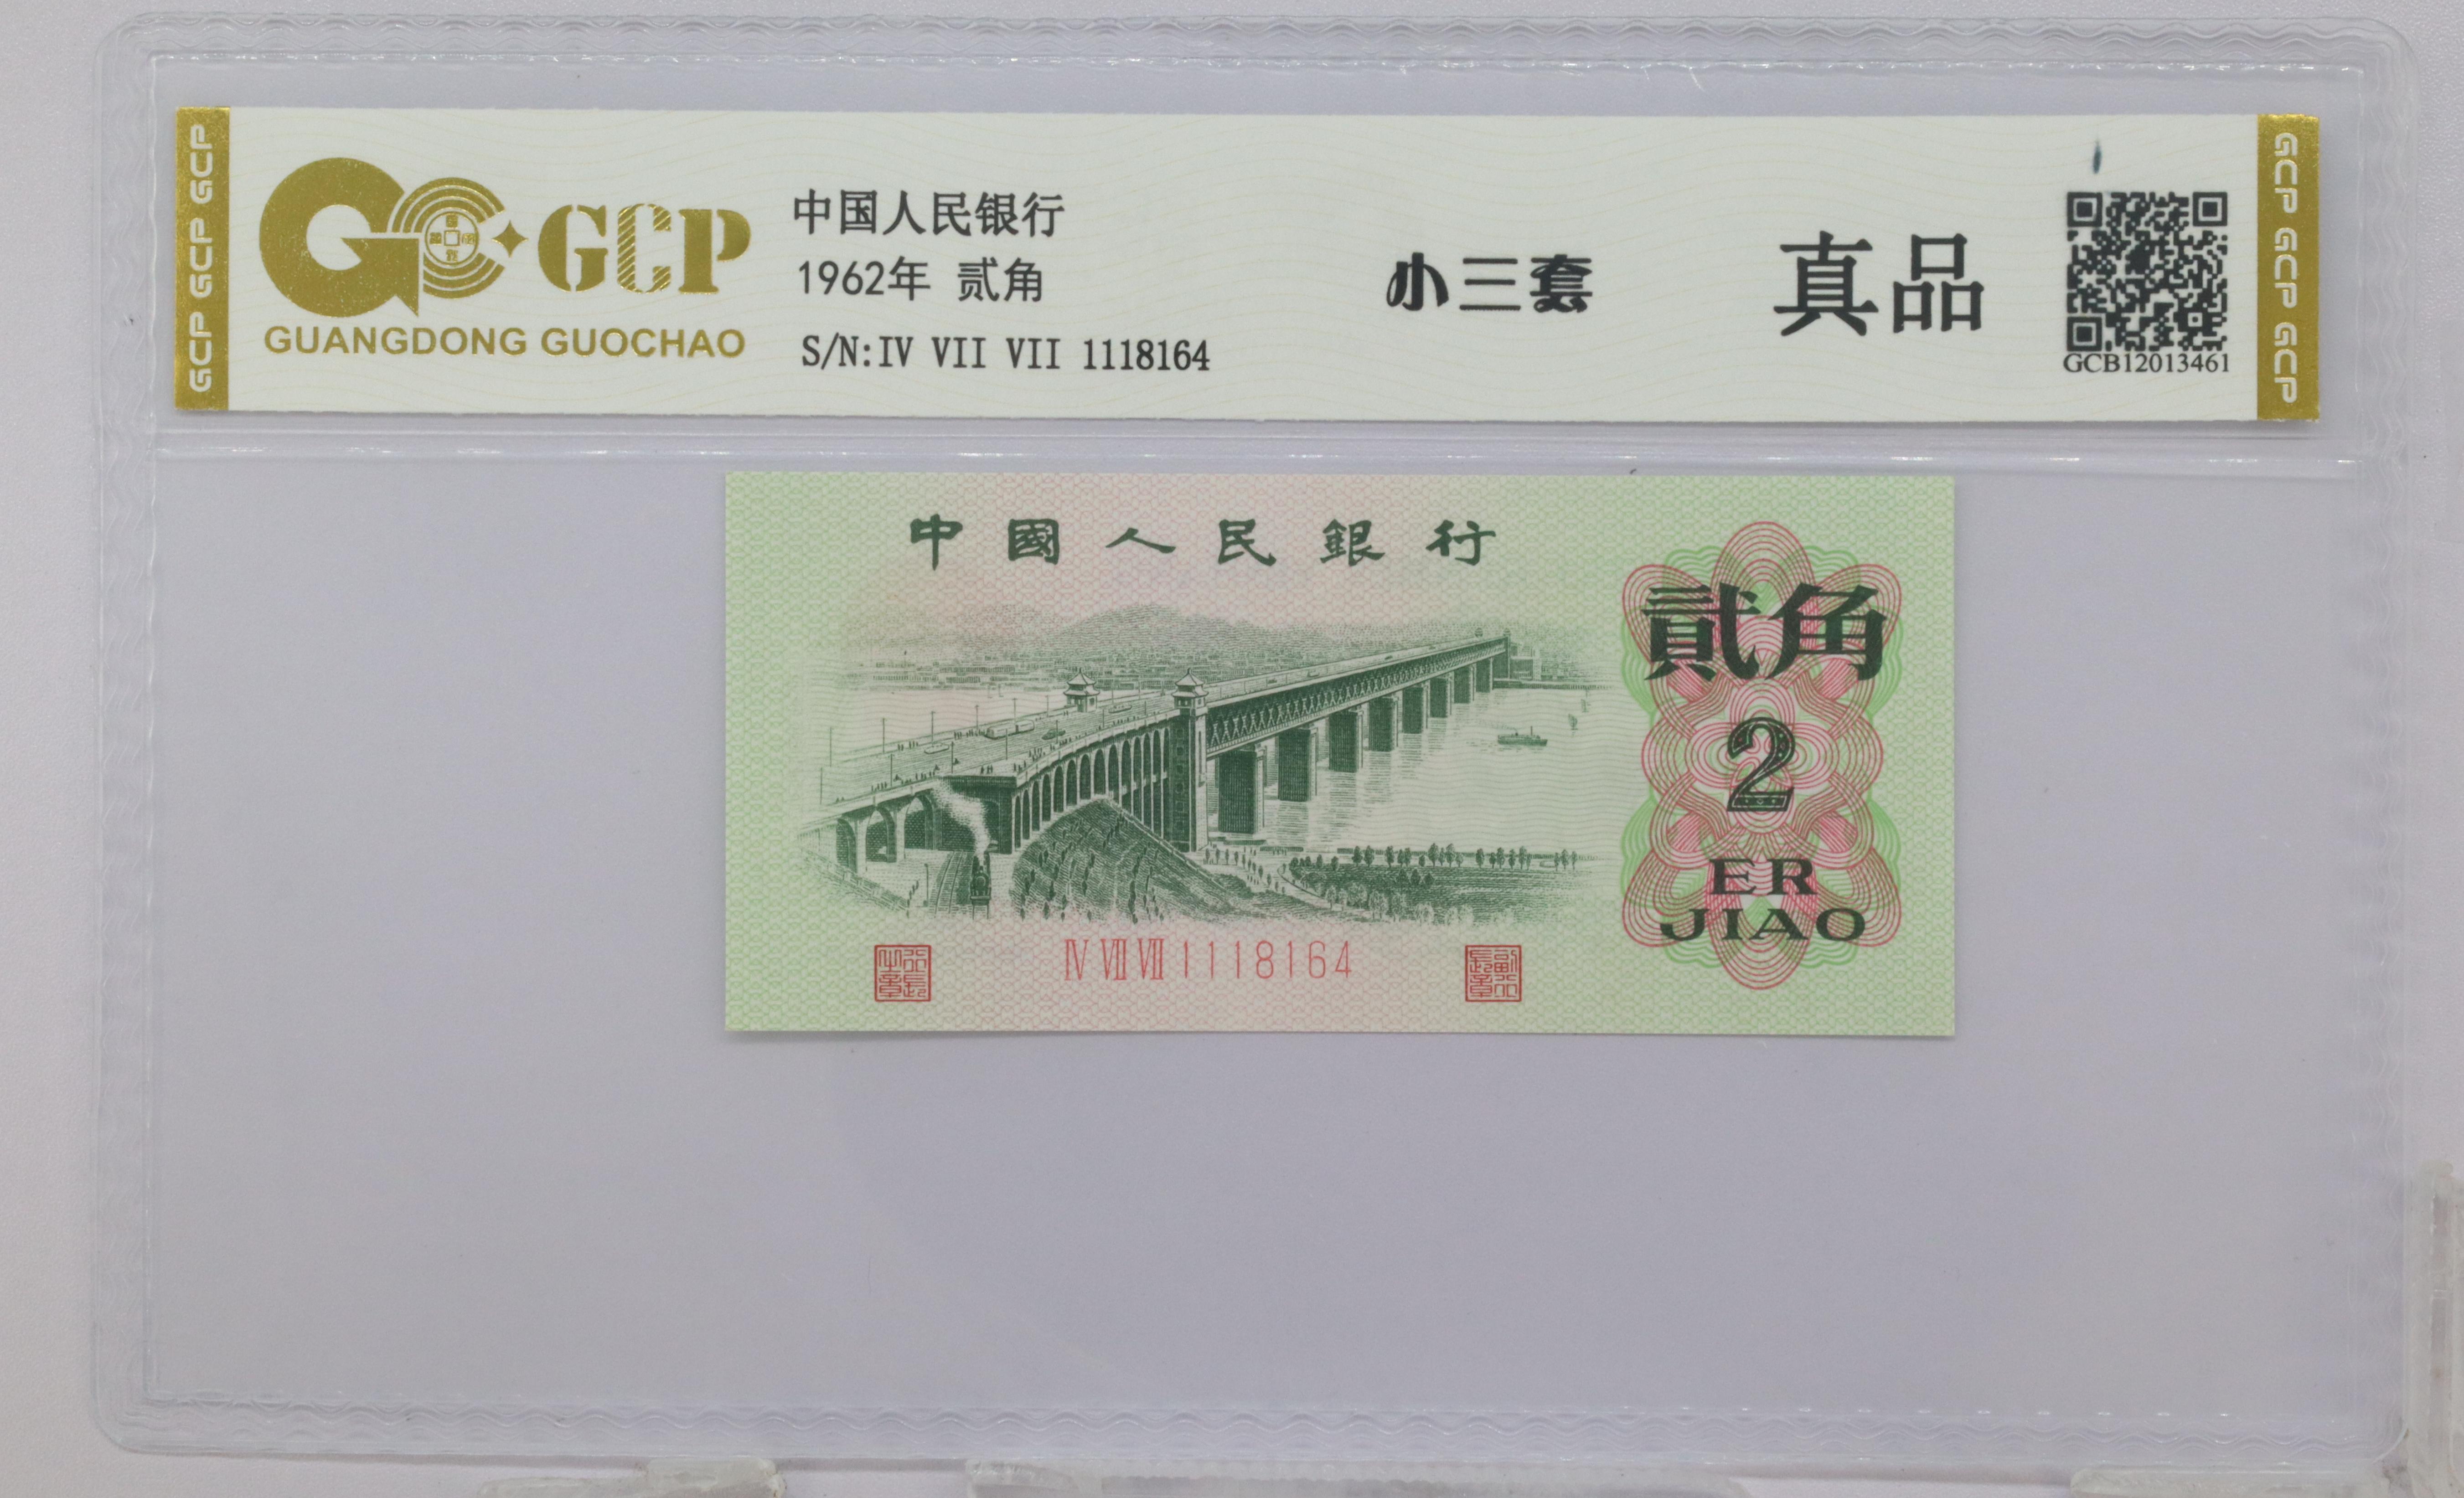 GCP GCP GCP
GCP
GUANGDONG GUOCHAO
中国人民银行
1962年 贰角
S/N:IV VII VII 1118164
小三套
真品
GCB12013461
GCP GCP GCP
中國人民銀行
貳角
2
ER
JIAO
IV VII VII 1118164